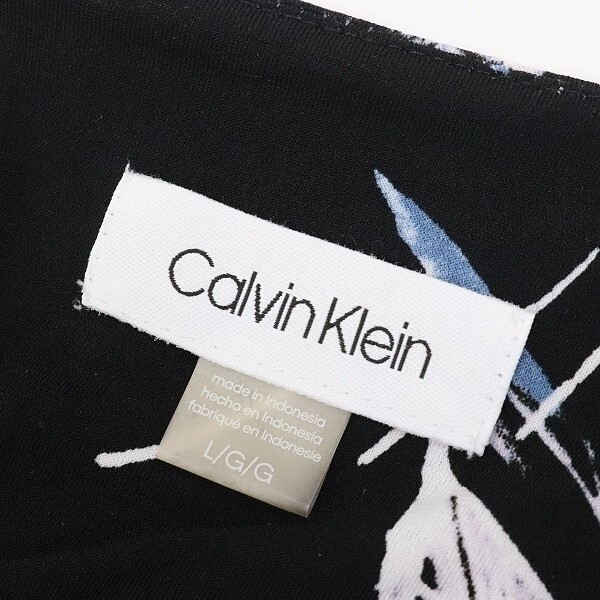 Calvin Klein
made in Indonesia
hecho en Indonesia
fabriqué en Indonesie
L/G/G